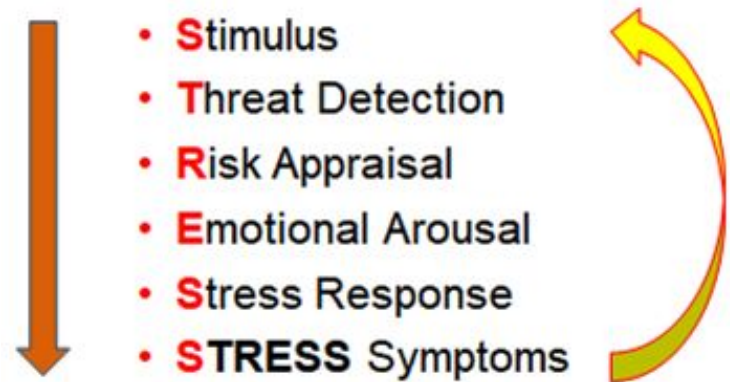 • Stimulus
• Threat Detection
• Risk Appraisal
• Emotional Arousal
• Stress Response
• STRESS Symptoms